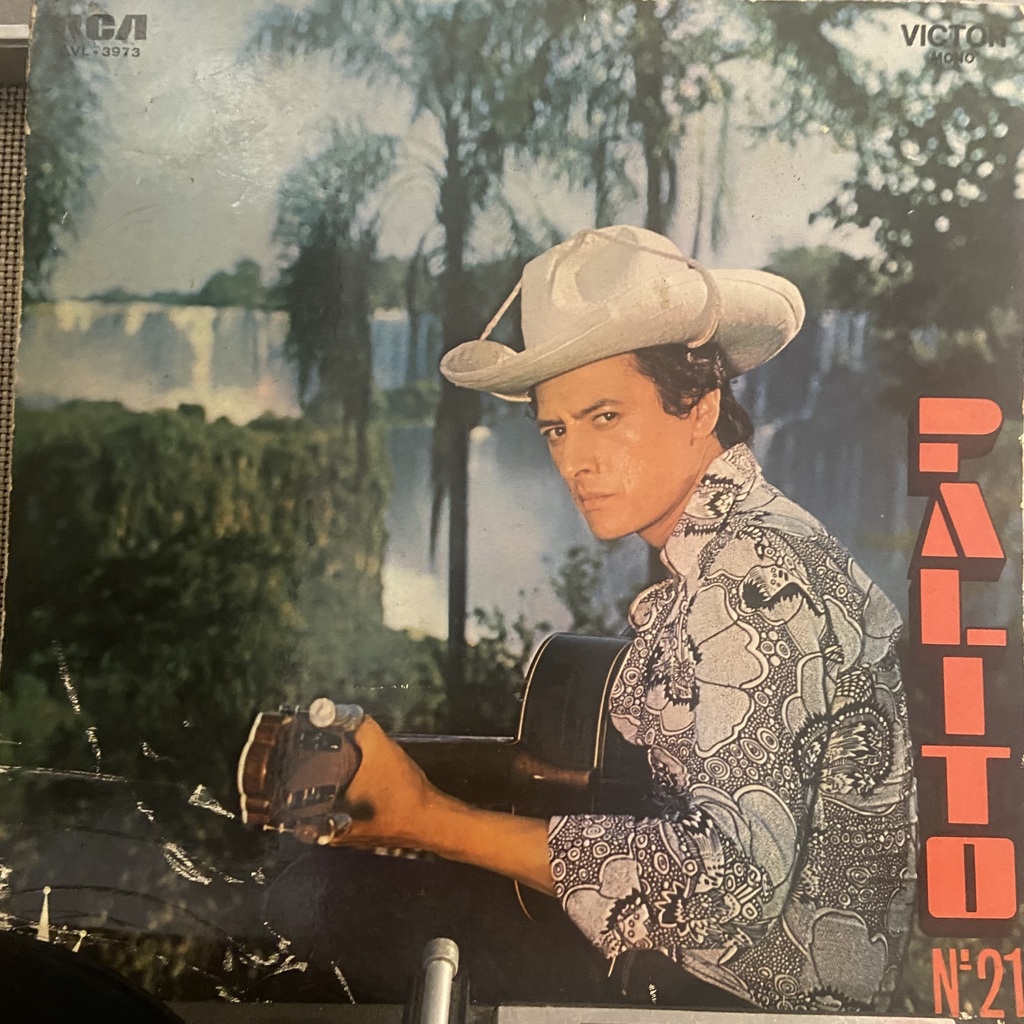 RCA
AVL-3973
VICTOR
MONO
PALITO
Nº 21